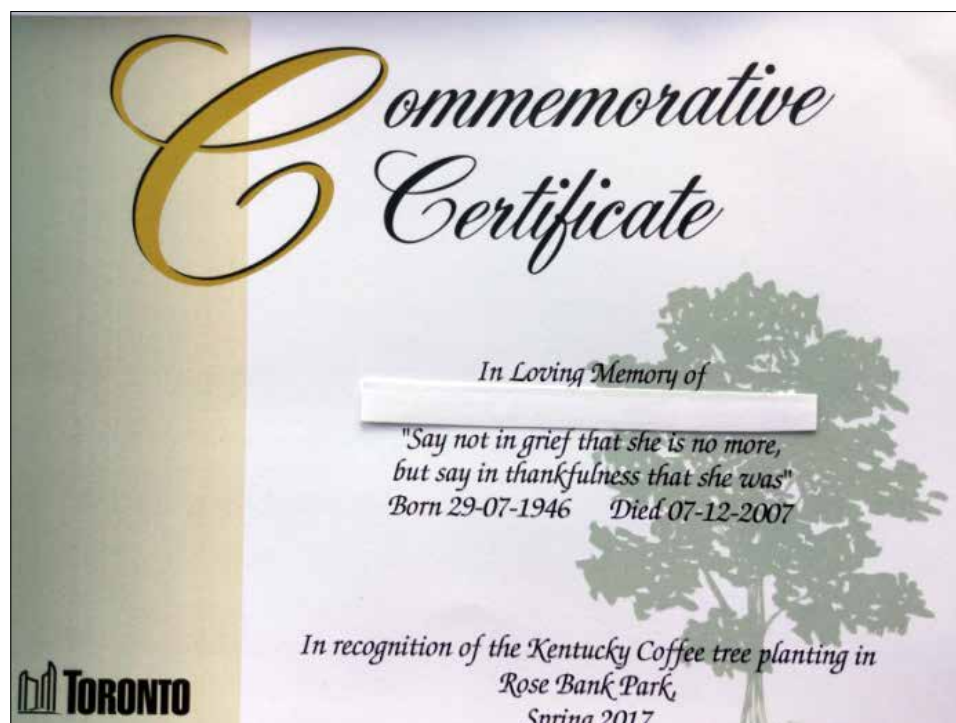 Commemorative
Certificate
In Loving Memory of
"Say not in grief that she is no more,
but say in thankfulness that she was"
Born 29-07-1946 Died 07-12-2007
In recognition of the Kentucky Coffee tree planting in
Rose Bank Park,
Spring 2017
TORONTO